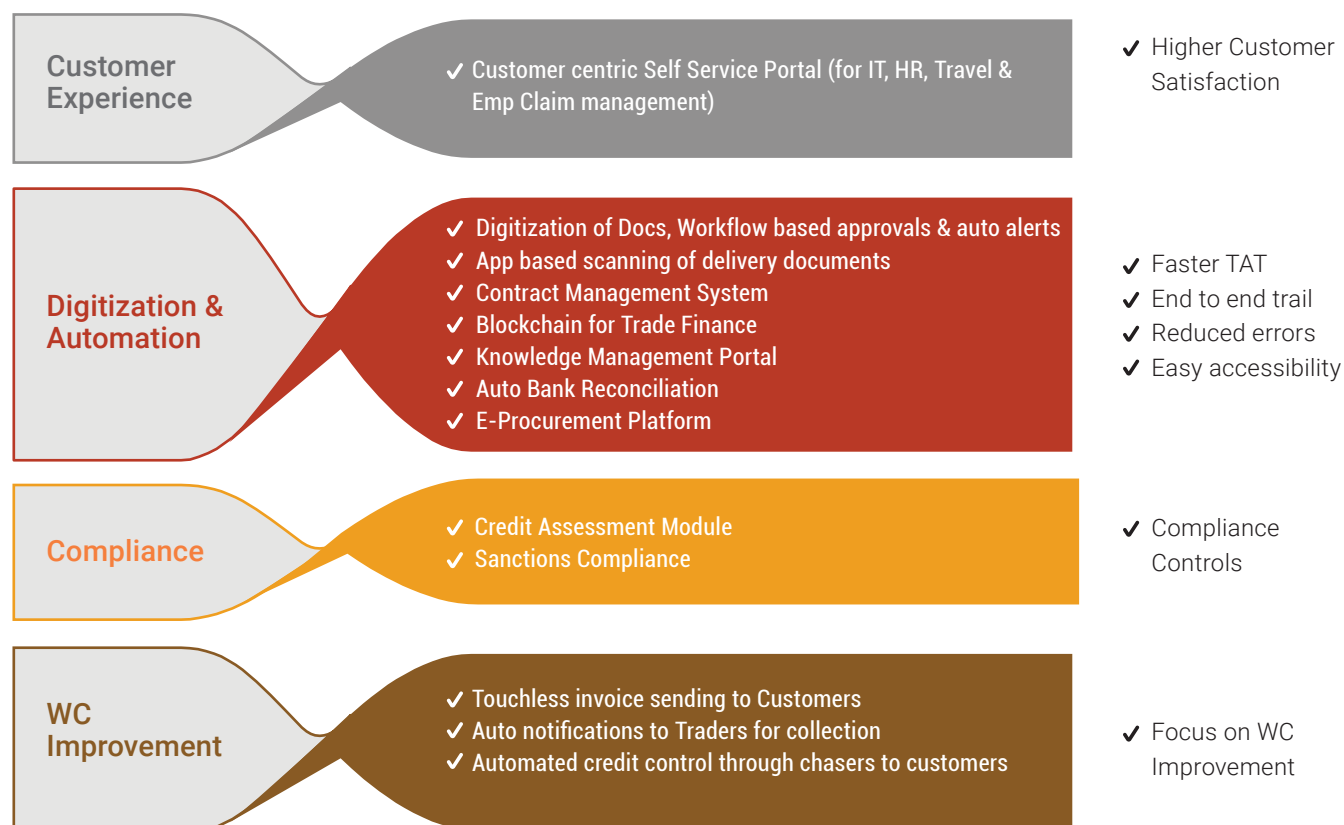 Customer
Experience
✔ Customer centric Self Service Portal (for IT, HR, Travel &
Emp Claim management)
✔ Higher Customer
Satisfaction
Digitization &
Automation
✔ Digitization of Docs, Workflow based approvals & auto alerts
✔ App based scanning of delivery documents
✔ Contract Management System
✔ Blockchain for Trade Finance
✔ Knowledge Management Portal
✔ Auto Bank Reconciliation
✔ E-Procurement Platform
✔ Faster TAT
✔ End to end trail
✔ Reduced errors
✔ Easy accessibility
Compliance
✔ Credit Assessment Module
✔ Sanctions Compliance
✔ Compliance
Controls
WC
Improvement
✔ Touchless invoice sending to Customers
✔ Auto notifications to Traders for collection
✔ Automated credit control through chasers to customers
✔ Focus on WC
Improvement